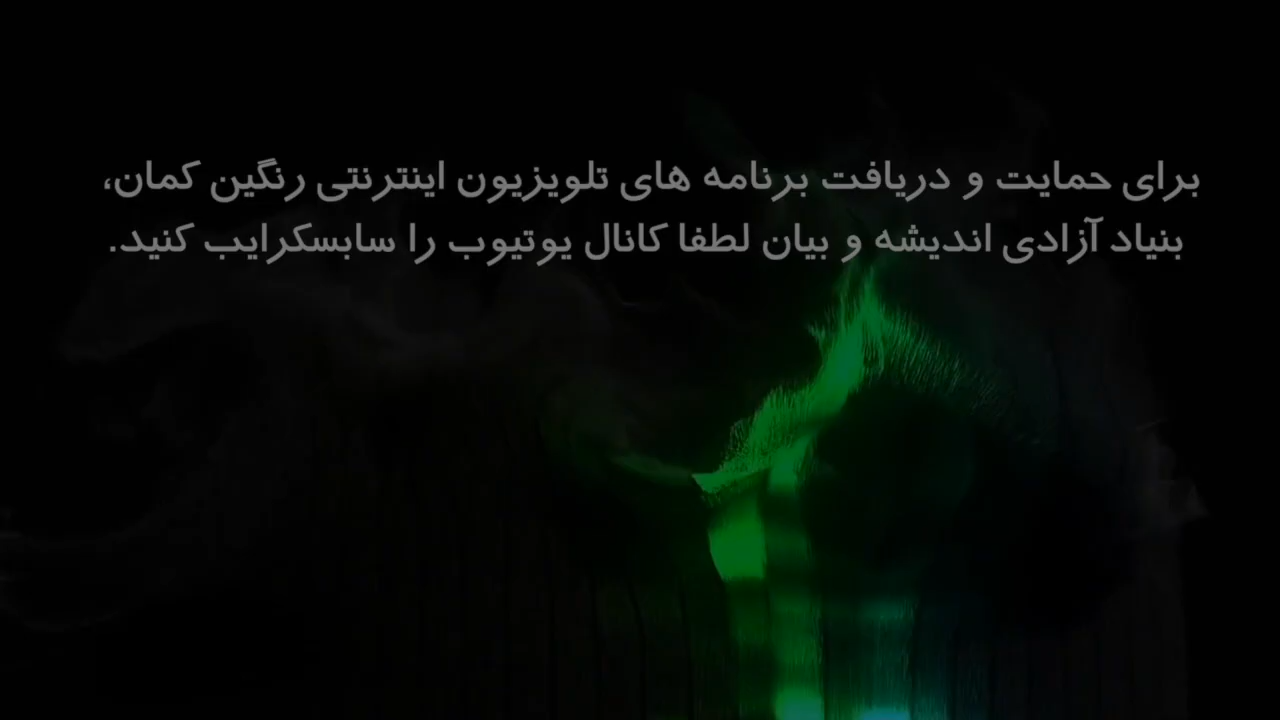 برای حمایت و دریافت برنامه های تلویزیون اینترنتی رنگین کمان،
بنیاد آزادی اندیشه و بیان لطفا کانال یوتیوب را سابسکرایب کنید.